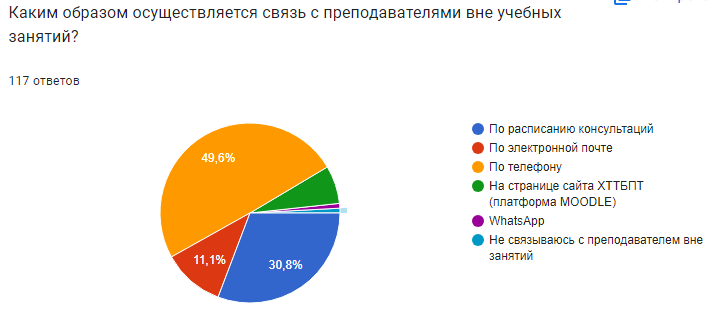 Каким образом осуществляется связь с преподавателями вне учебных
занятий?
117 ответов
49,6%
11,1%
30,8%
По расписанию консультаций
По электронной почте
По телефону
На странице сайта ХТТБПТ
(платформа MOODLE)
WhatsApp
Не связываюсь с преподавателем вне
занятий